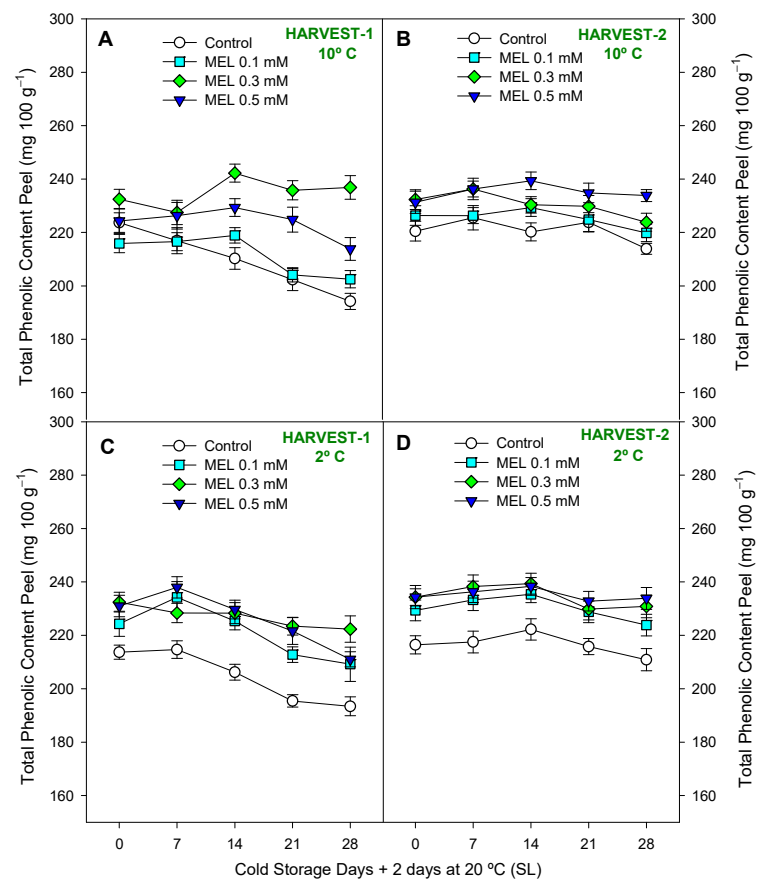 A
Control
MEL 0.1 mM
MEL 0.3 mM
MEL 0.5 mM
HARVEST-1
10º C
B
Control
MEL 0.1 mM
MEL 0.3 mM
MEL 0.5 mM
HARVEST-2
10º C
300
280
260
240
220
200
180
160
Total Phenolic Content Peel (mg 100 g⁻¹)
300
280
260
240
220
200
180
160
Total Phenolic Content Peel (mg 100 g⁻¹)
C
Control
MEL 0.1 mM
MEL 0.3 mM
MEL 0.5 mM
HARVEST-1
2º C
D
Control
MEL 0.1 mM
MEL 0.3 mM
MEL 0.5 mM
HARVEST-2
2º C
300
280
260
240
220
200
180
160
Total Phenolic Content Peel (mg 100 g⁻¹)
300
280
260
240
220
200
180
160
Total Phenolic Content Peel (mg 100 g⁻¹)
0 7 14 21 28
0 7 14 21 28
Cold Storage Days + 2 days at 20 ºC (SL)